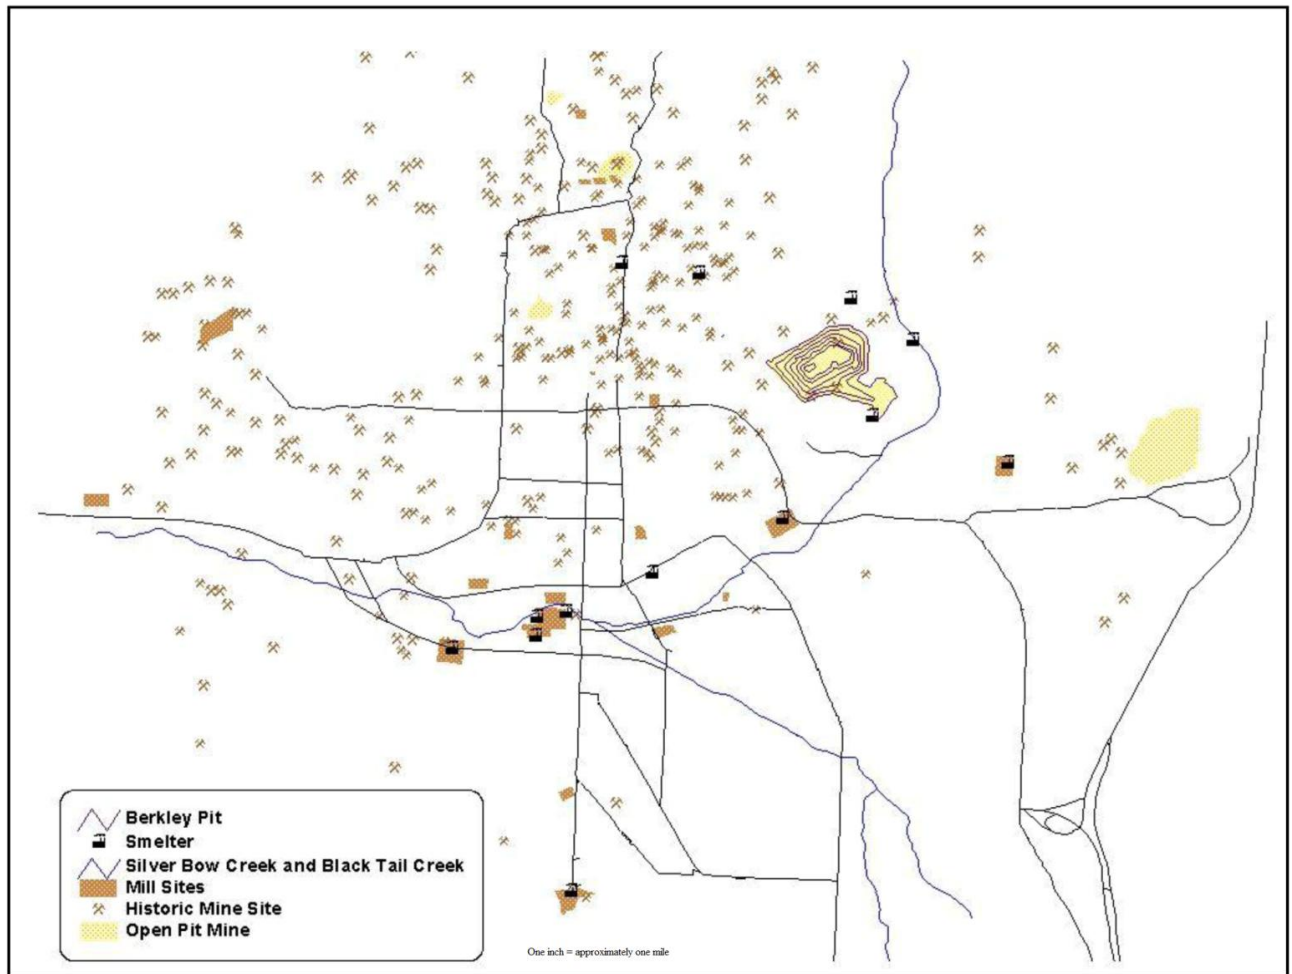 Berkley Pit
Smelter
Silver Bow Creek and Black Tail Creek
Mill Sites
Historic Mine Site
Open Pit Mine
One inch = approximately one mile